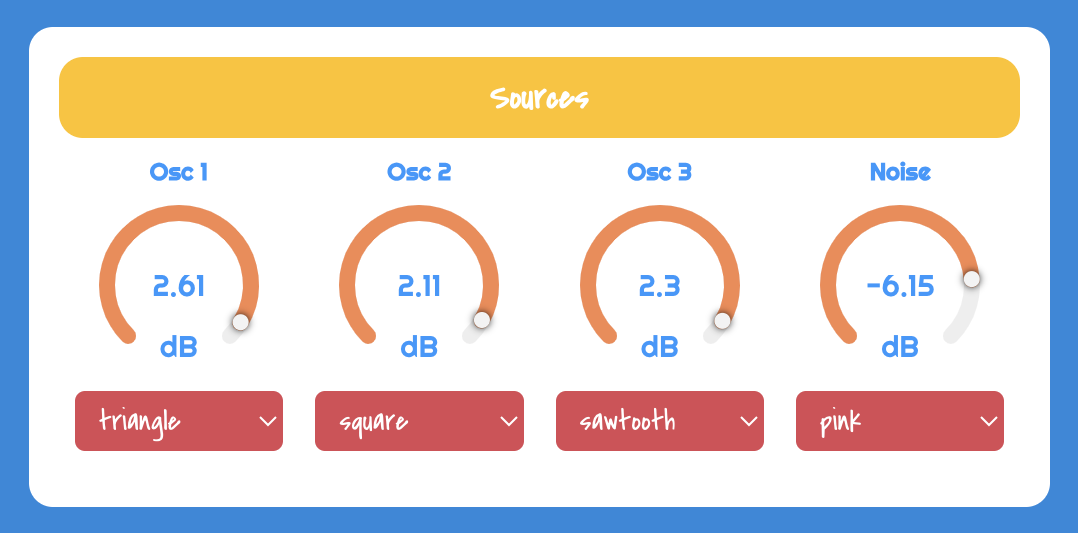 Sources
Osc 1
Osc 2
Osc 3
Noise
2.61
2.11
2.3
-6.15
dB
dB
dB
dB
triangle
square
sawtooth
pink